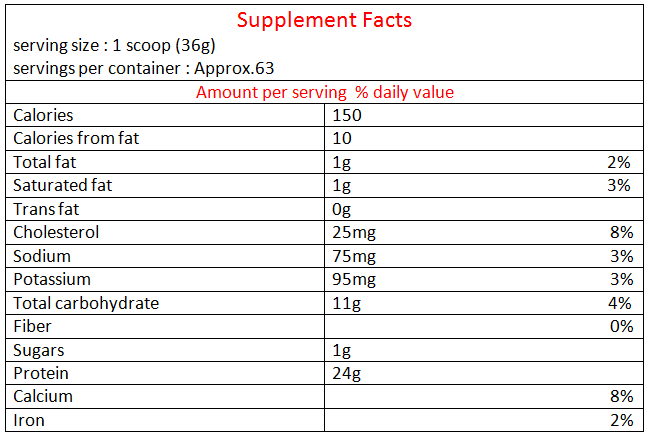 Supplement Facts
serving size : 1 scoop (36g)
servings per container : Approx.63
Amount per serving % daily value
Calories 150
Calories from fat 10
Total fat 1g 2%
Saturated fat 1g 3%
Trans fat 0g
Cholesterol 25mg 8%
Sodium 75mg 3%
Potassium 95mg 3%
Total carbohydrate 11g 4%
Fiber 0%
Sugars 1g
Protein 24g
Calcium 8%
Iron 2%